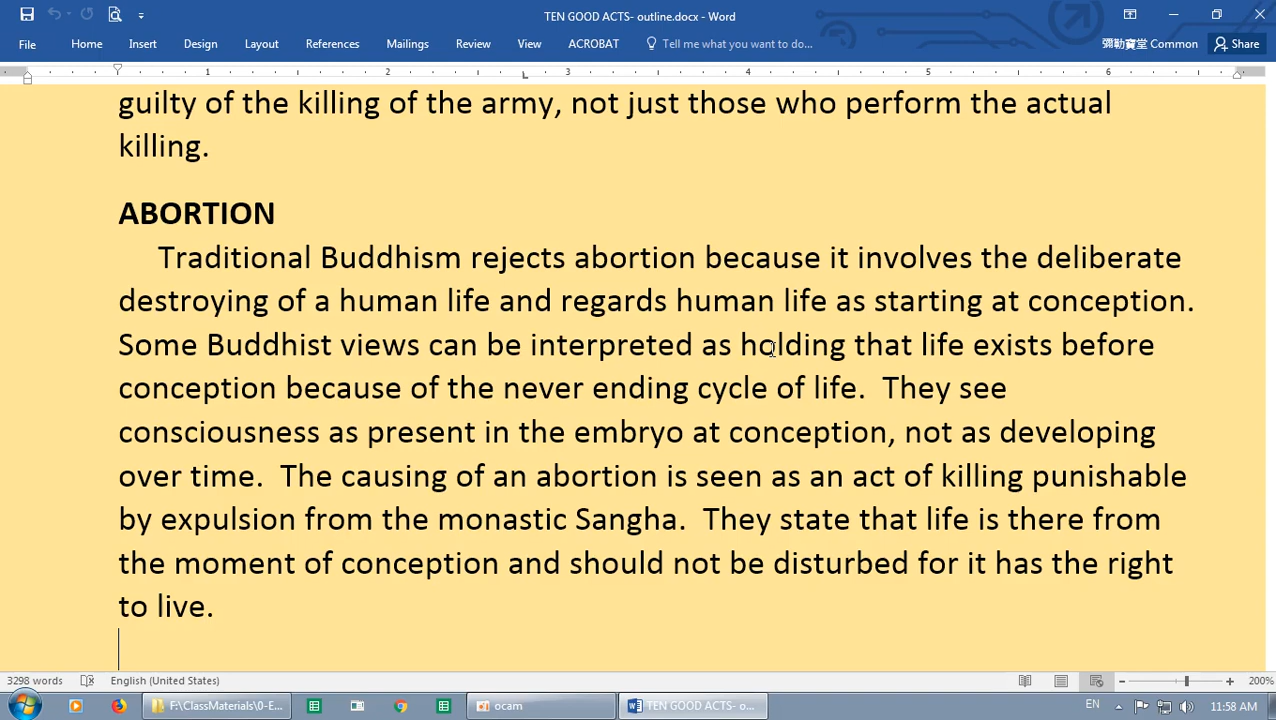 TEN GOOD ACTS- outline.docx - Word
File Home Insert Design Layout References Mailings Review View ACROBAT Tell me what you want to do... 彌勒寶堂 Common Share
1 2 3 4 5 6
guilty of the killing of the army, not just those who perform the actual
killing.
ABORTION
Traditional Buddhism rejects abortion because it involves the deliberate
destroying of a human life and regards human life as starting at conception.
Some Buddhist views can be interpreted as holding that life exists before
conception because of the never ending cycle of life.  They see
consciousness as present in the embryo at conception, not as developing
over time.  The causing of an abortion is seen as an act of killing punishable
by expulsion from the monastic Sangha.  They state that life is there from
the moment of conception and should not be disturbed for it has the right
to live.
3298 words English (United States) 200%
F:\ClassMaterials\0-E... ocam TEN GOOD ACTS- o... EN 11:58 AM